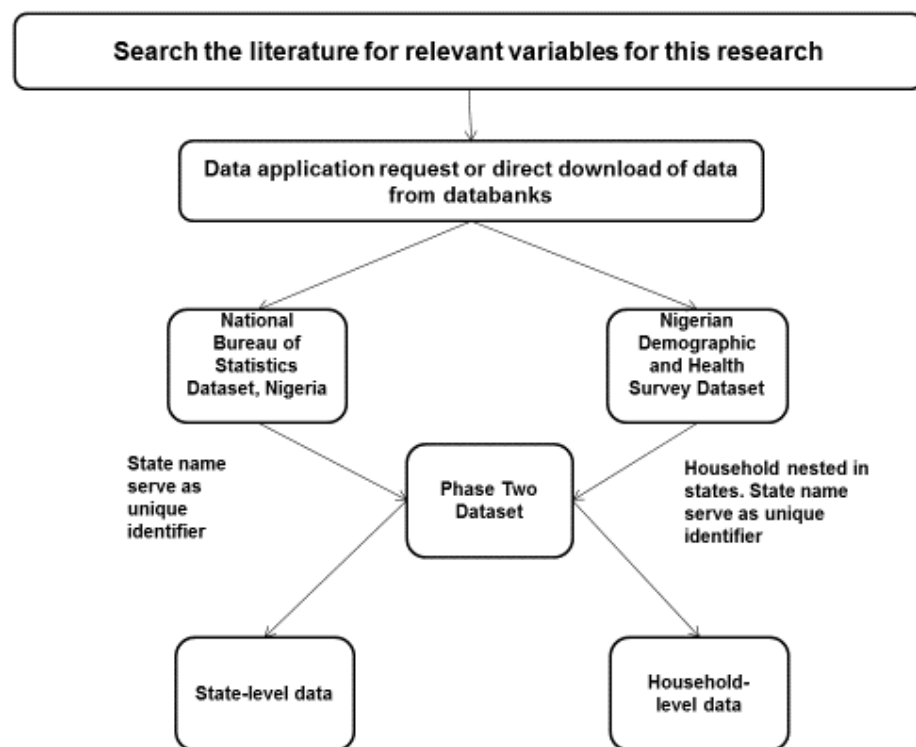 Search the literature for relevant variables for this research
Data application request or direct download of data
from databanks
National
Bureau of
Statistics
Dataset, Nigeria
Nigerian
Demographic
and Health
Survey Dataset
State name
serve as
unique
identifier
Phase Two
Dataset
Household nested in
states. State name
serve as unique
identifier
State-level data
Household-
level data